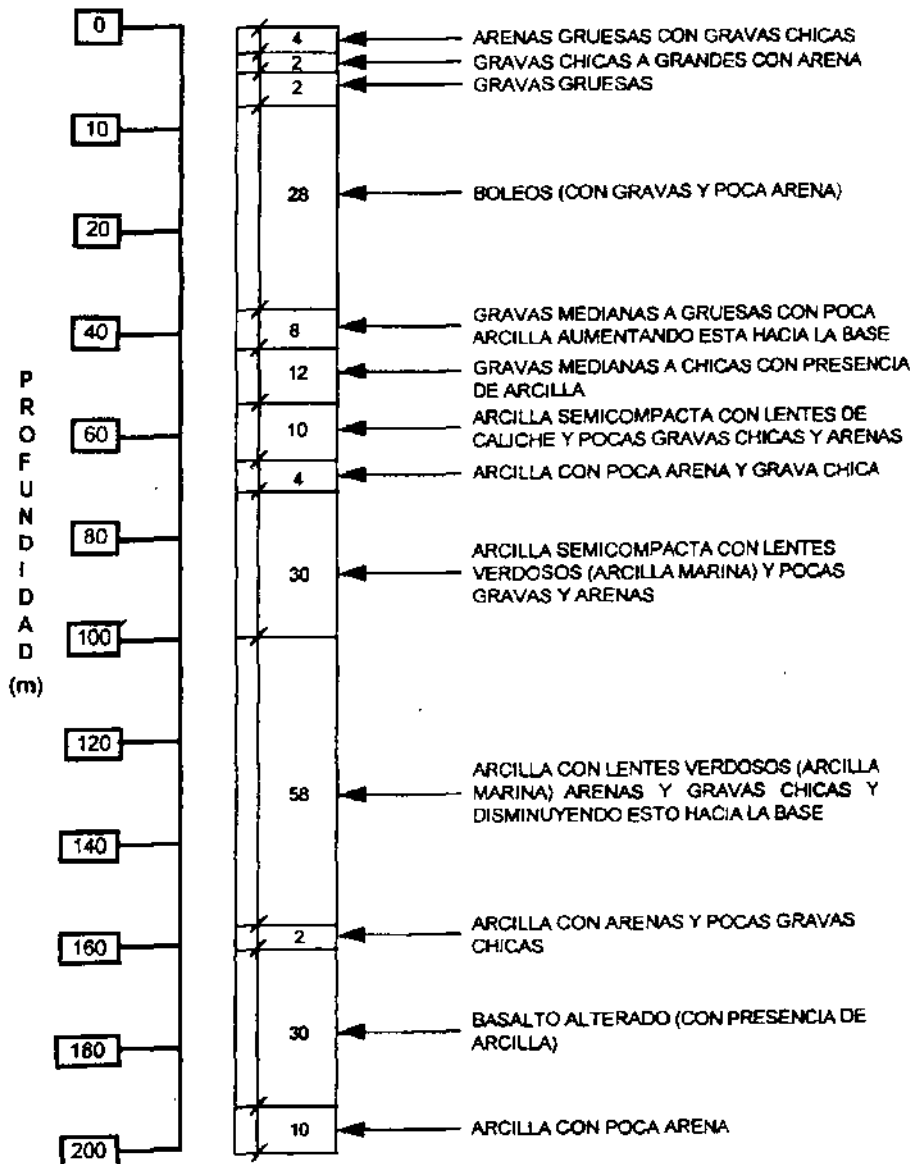 0
10
20
40
60
80
100
120
140
160
180
200
PROFUNDIDAD
(m)
4
2
2
28
8
12
10
4
30
58
2
30
10
ARENAS GRUESAS CON GRAVAS CHICAS
GRAVAS CHICAS A GRANDES CON ARENA
GRAVAS GRUESAS
BOLEOS (CON GRAVAS Y POCA ARENA)
GRAVAS MEDIANAS A GRUESAS CON POCA
ARCILLA AUMENTANDO ESTA HACIA LA BASE
GRAVAS MEDIANAS A CHICAS CON PRESENCIA
DE ARCILLA
ARCILLA SEMICOMPACTA CON LENTES DE
CALICHE Y POCAS GRAVAS CHICAS Y ARENAS
ARCILLA CON POCA ARENA Y GRAVA CHICA
ARCILLA SEMICOMPACTA CON LENTES
VERDOSOS (ARCILLA MARINA) Y POCAS
GRAVAS Y ARENAS
ARCILLA CON LENTES VERDOSOS (ARCILLA
MARINA) ARENAS Y GRAVAS CHICAS Y
DISMINUYENDO ESTO HACIA LA BASE
ARCILLA CON ARENAS Y POCAS GRAVAS
CHICAS
BASALTO ALTERADO (CON PRESENCIA DE
ARCILLA)
ARCILLA CON POCA ARENA